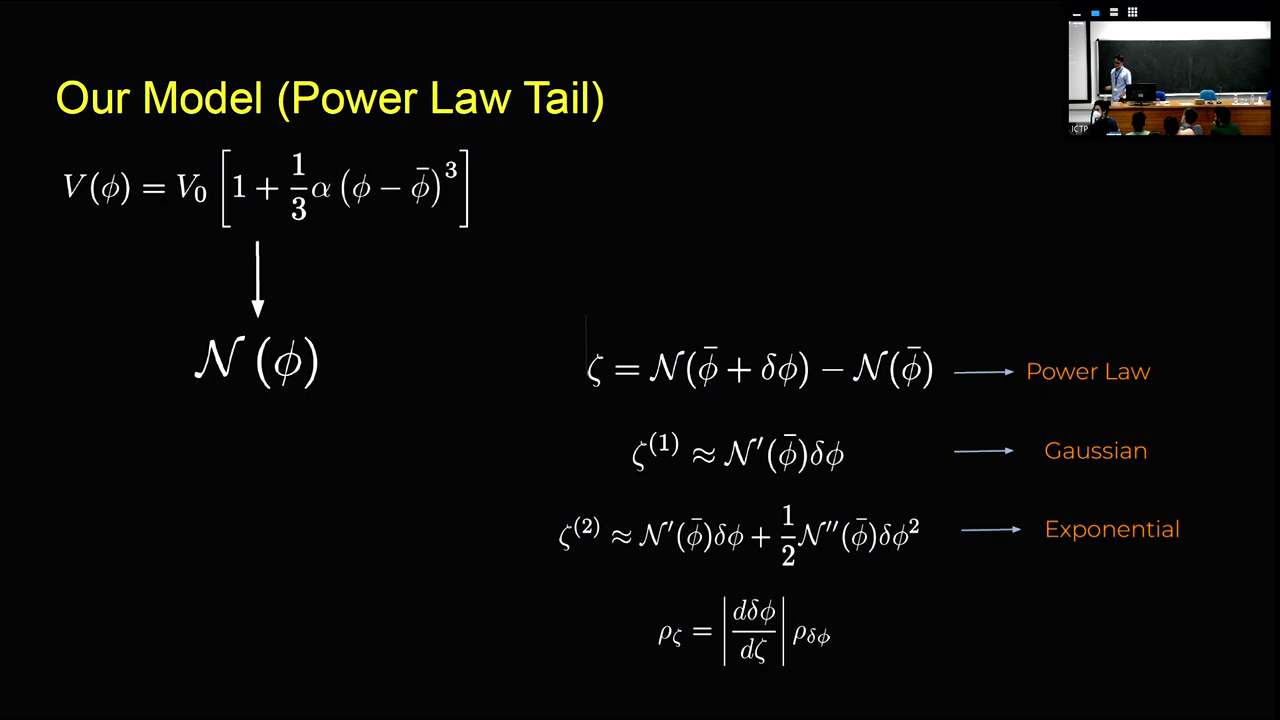 Our Model (Power Law Tail)
V(ϕ) = V₀ [1 + 1/3 α (ϕ − ϕ̄)³]
𝒩(ϕ)
ζ = 𝒩(ϕ̄ + δϕ) − 𝒩(ϕ̄) Power Law
ζ⁽¹⁾ ≈ 𝒩′(ϕ̄)δϕ Gaussian
ζ⁽²⁾ ≈ 𝒩′(ϕ̄)δϕ + 1/2 𝒩″(ϕ̄)δϕ² Exponential
ρ_ζ = |dδϕ/dζ| ρ_δϕ
ICTP